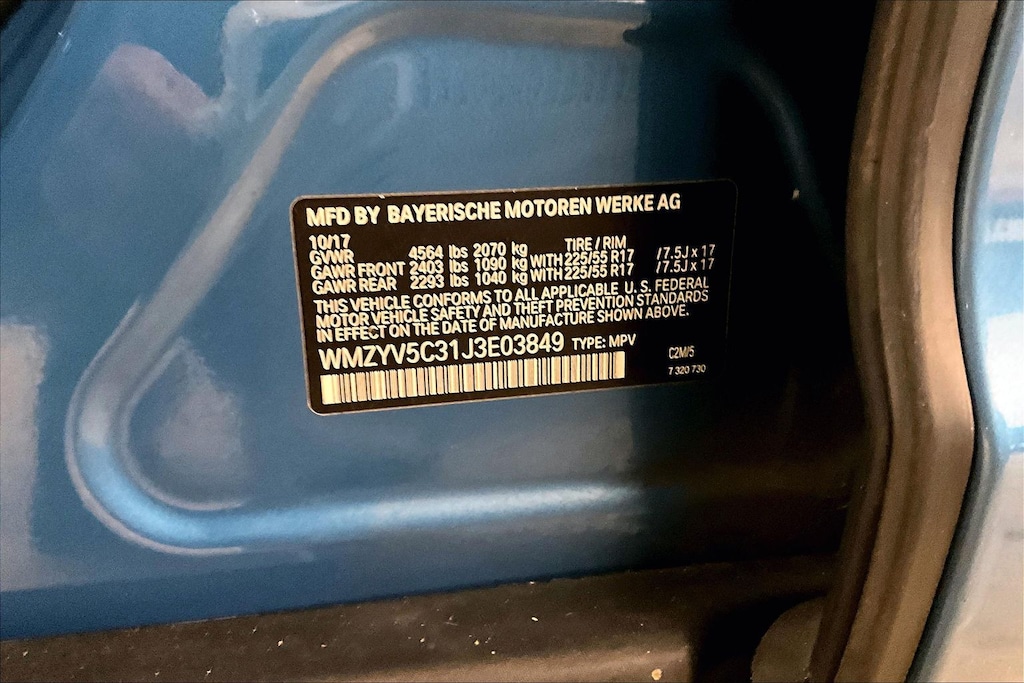 MFD BY BAYERISCHE MOTOREN WERKE AG
10/17 TIRE / RIM
GVWR 4564 lbs 2070 kg
GAWR FRONT 2403 lbs 1090 kg WITH 225/55 R17 / 7.5J x 17
GAWR REAR 2293 lbs 1040 kg WITH 225/55 R17 / 7.5J x 17
THIS VEHICLE CONFORMS TO ALL APPLICABLE U.S. FEDERAL
MOTOR VEHICLE SAFETY AND THEFT PREVENTION STANDARDS
IN EFFECT ON THE DATE OF MANUFACTURE SHOWN ABOVE.
WMZYV5C31J3E03849 TYPE: MPV
C2M/5
7 320 730